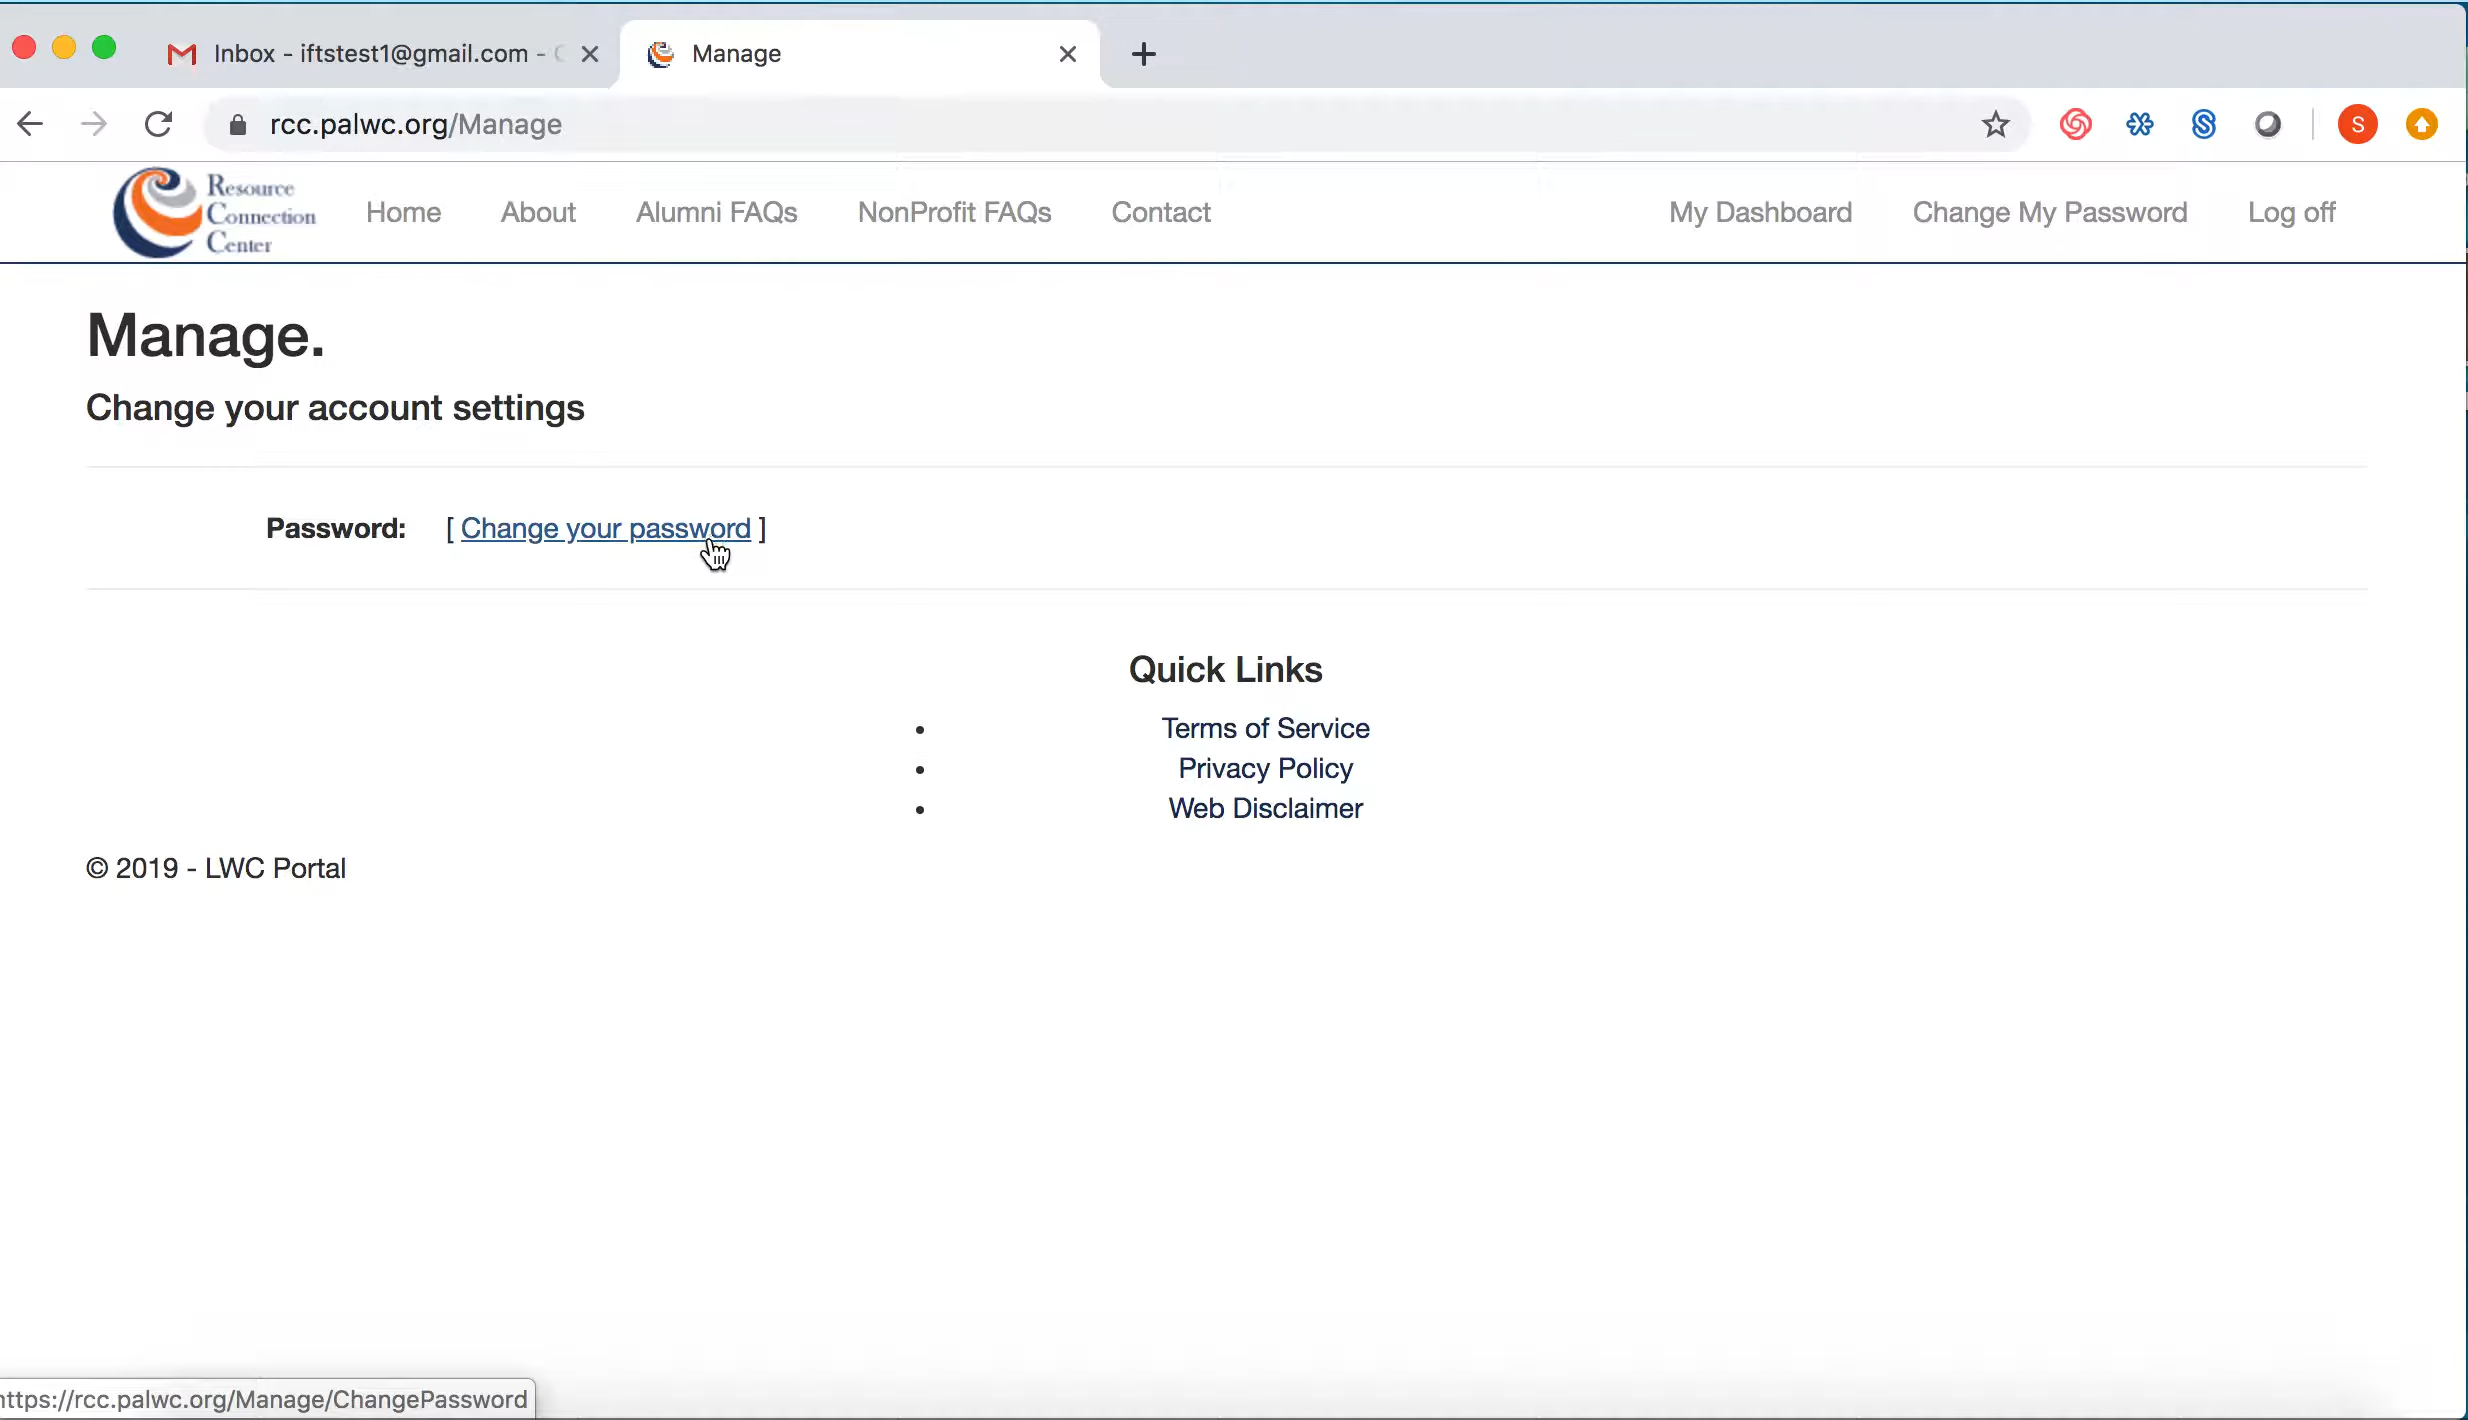 Inbox - iftstest1@gmail.com -
Manage
rcc.palwc.org/Manage
S
Resource
Connection
Center
Home
About
Alumni FAQs
NonProfit FAQs
Contact
My Dashboard
Change My Password
Log off
Manage.
Change your account settings
Password: [ Change your password ]
Quick Links
• Terms of Service
• Privacy Policy
• Web Disclaimer
© 2019 - LWC Portal
https://rcc.palwc.org/Manage/ChangePassword